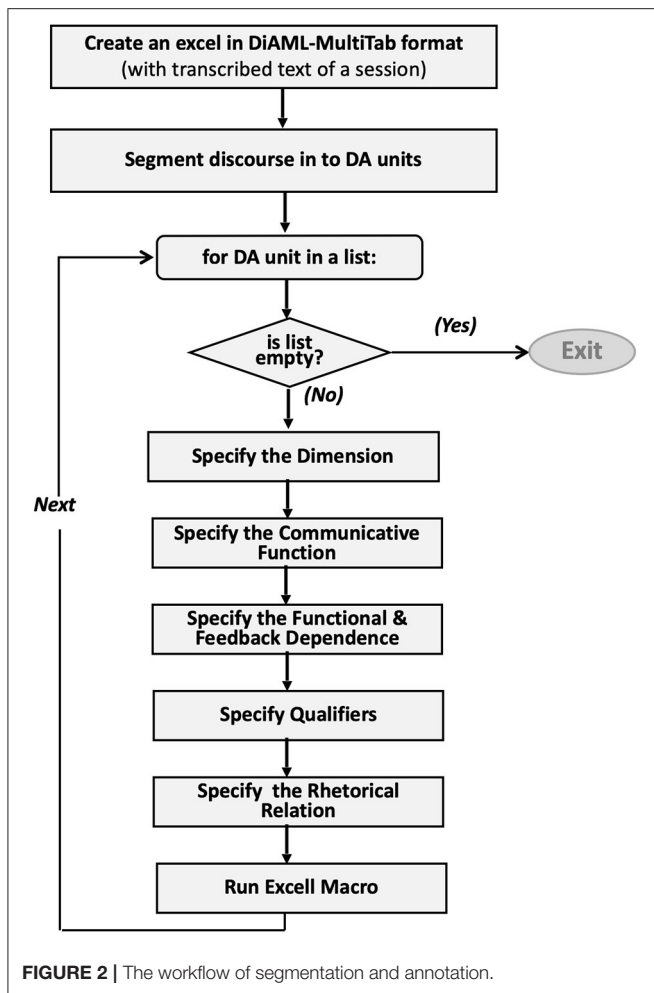 Create an excel in DiAML-MultiTab format
(with transcribed text of a session)
Segment discourse in to DA units
for DA unit in a list:
is list
empty?
(Yes)
Exit
(No)
Specify the Dimension
Next
Specify the Communicative
Function
Specify the Functional &
Feedback Dependence
Specify Qualifiers
Specify the Rhetorical
Relation
Run Excell Macro
FIGURE 2 | The workflow of segmentation and annotation.